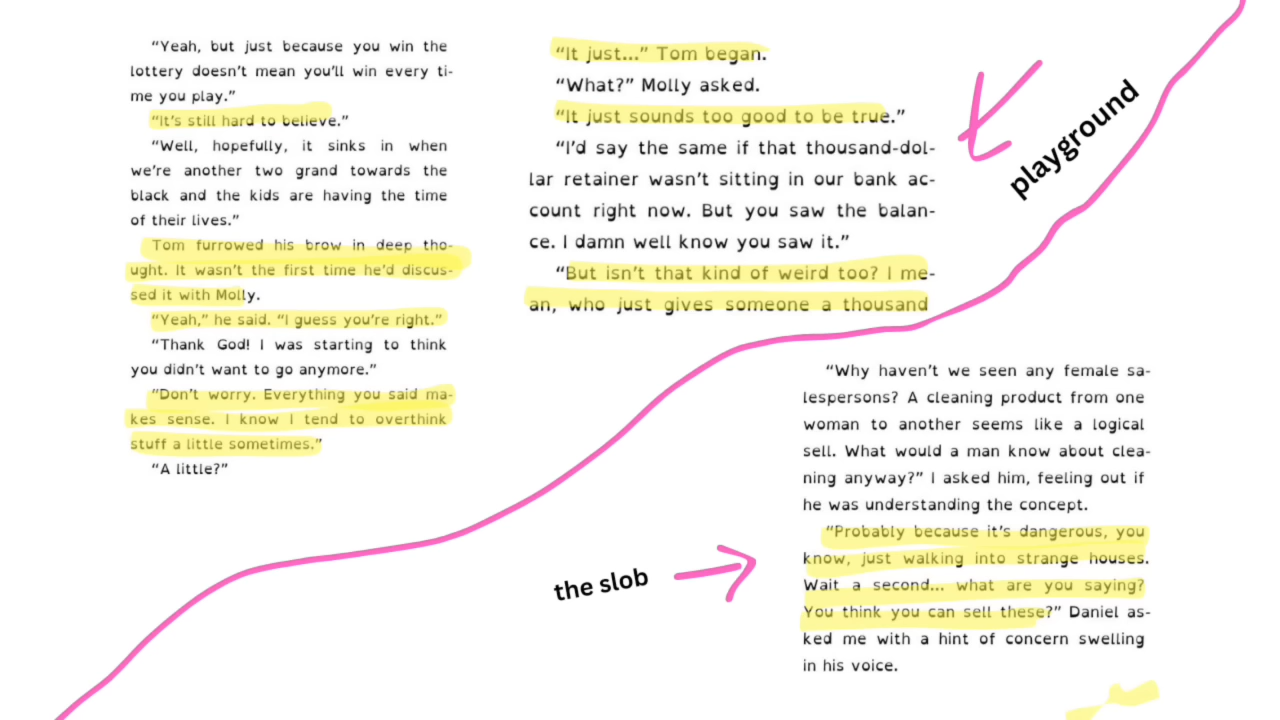 “Yeah, but just because you win the
lottery doesn’t mean you’ll win every ti-
me you play.”
“It’s still hard to believe.”
“Well, hopefully, it sinks in when
we’re another two grand towards the
black and the kids are having the time
of their lives.”
Tom furrowed his brow in deep tho-
ught. It wasn’t the first time he’d discus-
sed it with Molly.
“Yeah,” he said. “I guess you’re right.”
“Thank God! I was starting to think
you didn’t want to go anymore.”
“Don’t worry. Everything you said ma-
kes sense. I know I tend to overthink
stuff a little sometimes.”
“A little?”
“It just...” Tom began.
“What?” Molly asked.
“It just sounds too good to be true.”
“I’d say the same if that thousand-dol-
lar retainer wasn’t sitting in our bank ac-
count right now. But you saw the balan-
ce. I damn well know you saw it.”
“But isn’t that kind of weird too? I me-
an, who just gives someone a thousand
playground
the slob
“Why haven’t we seen any female sa-
lespersons? A cleaning product from one
woman to another seems like a logical
sell. What would a man know about clea-
ning anyway?” I asked him, feeling out if
he was understanding the concept.
“Probably because it’s dangerous, you
know, just walking into strange houses.
Wait a second... what are you saying?
You think you can sell these?” Daniel as-
ked me with a hint of concern swelling
in his voice.